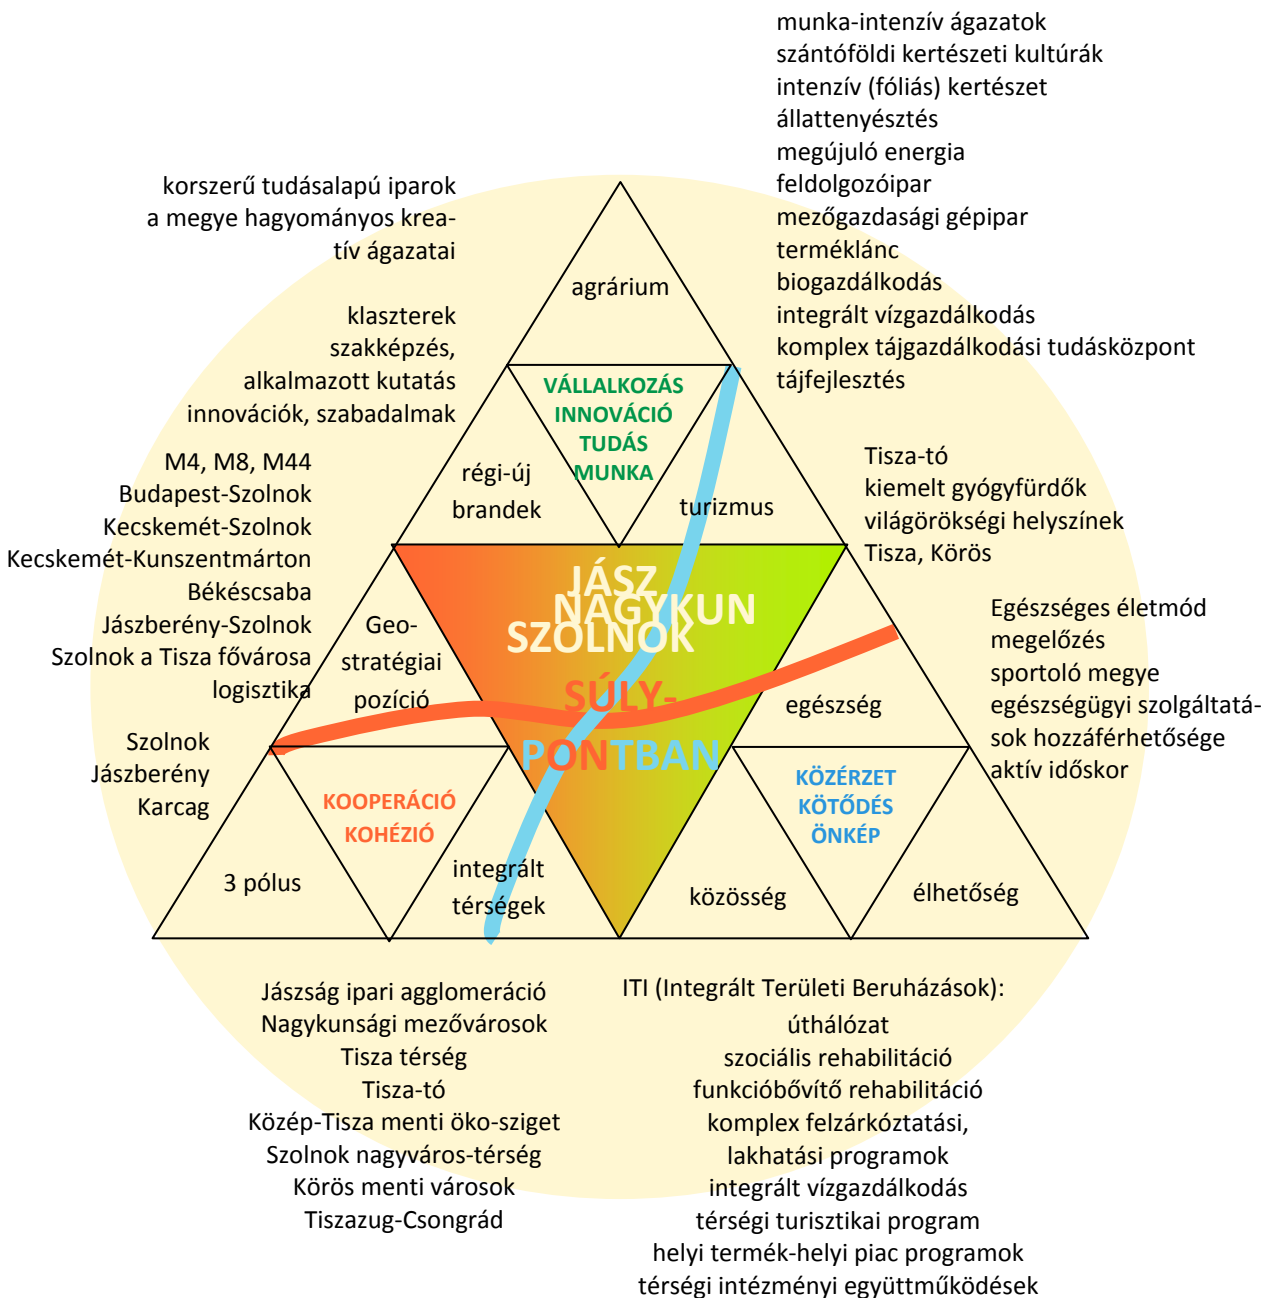 munka-intenzív ágazatok
szántóföldi kertészeti kultúrák
intenzív (fóliás) kertészet
állattenyésztés
megújuló energia
feldolgozóipar
mezőgazdasági gépipar
terméklánc
biogazdálkodás
integrált vízgazdálkodás
komplex tájgazdálkodási tudásközpont
tájfejlesztés
korszerű tudásalapú iparok
a megye hagyományos krea-
tív ágazatai
klaszterek
szakképzés,
alkalmazott kutatás
innovációk, szabadalmak
agrárium
VÁLLALKOZÁS
INNOVÁCIÓ
TUDÁS
MUNKA
régi-új
brandek
turizmus
M4, M8, M44
Budapest-Szolnok
Kecskemét-Szolnok
Kecskemét-Kunszentmárton
Békéscsaba
Jászberény-Szolnok
Szolnok a Tisza fővárosa
logisztika
Tisza-tó
kiemelt gyógyfürdők
világörökségi helyszínek
Tisza, Körös
JÁSZ
NAGYKUN
SZOLNOK
SÚLY-
PONTBAN
Geo-
stratégiai
pozíció
egészség
Egészséges életmód
megelőzés
sportoló megye
egészségügyi szolgáltatá-
sok hozzáférhetősége
aktív időskor
Szolnok
Jászberény
Karcag
KOOPERÁCIÓ
KOHÉZIÓ
KÖZÉRZET
KÖTŐDÉS
ÖNKÉP
3 pólus
integrált
térségek
közösség
élhetőség
Jászság ipari agglomeráció
Nagykunsági mezővárosok
Tisza térség
Tisza-tó
Közép-Tisza menti öko-sziget
Szolnok nagyváros-térség
Körös menti városok
Tiszazug-Csongrád
ITI (Integrált Területi Beruházások):
úthálózat
szociális rehabilitáció
funkcióbővítő rehabilitáció
komplex felzárkóztatási,
lakhatási programok
integrált vízgazdálkodás
térségi turisztikai program
helyi termék-helyi piac programok
térségi intézményi együttműködések